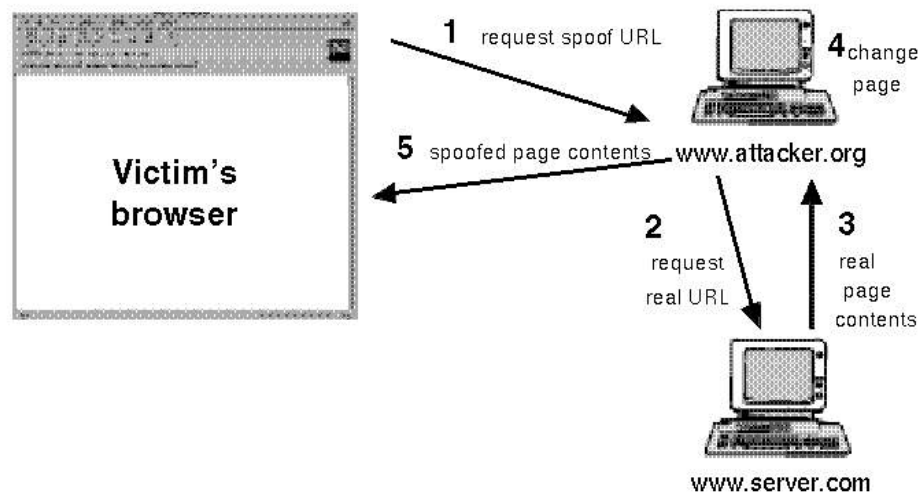 1 request spoof URL
4 change
page
www.attacker.org
5 spoofed page contents
Victim's
browser
2
request
real URL
3
real
page
contents
www.server.com